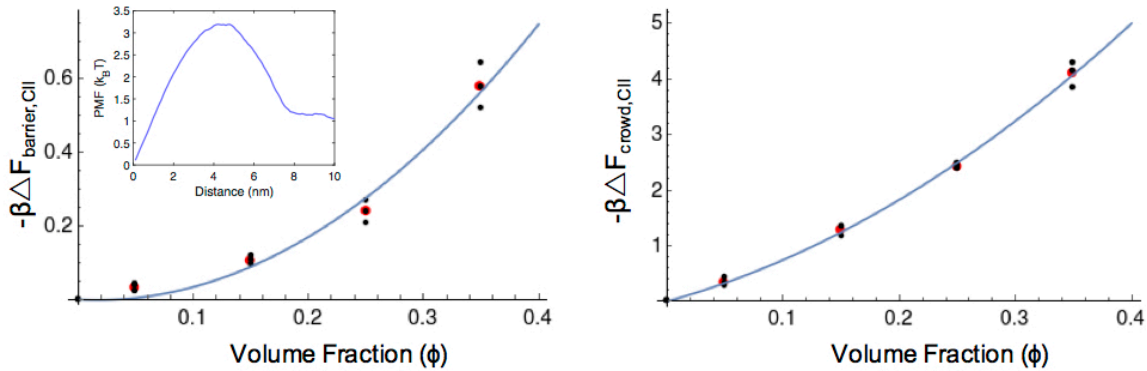 3.5
3
2.5
2
1.5
1
0.5
0
PMF (k_BT)
0 2 4 6 8 10
Distance (nm)
0.6
0.4
0.2
-β△F_barrier,CII
0.1 0.2 0.3 0.4
Volume Fraction (ϕ)
5
4
3
2
1
-β△F_crowd,CII
0.1 0.2 0.3 0.4
Volume Fraction (ϕ)